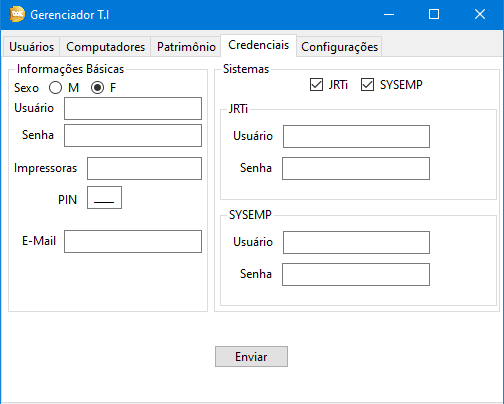 Gerenciador T.I
Usuários Computadores Patrimônio Credenciais Configurações
Informações Básicas
Sexo M F
Usuário
Senha
Impressoras
PIN
E-Mail
Sistemas
JRTi SYSEMP
JRTi
Usuário
Senha
SYSEMP
Usuário
Senha
Enviar